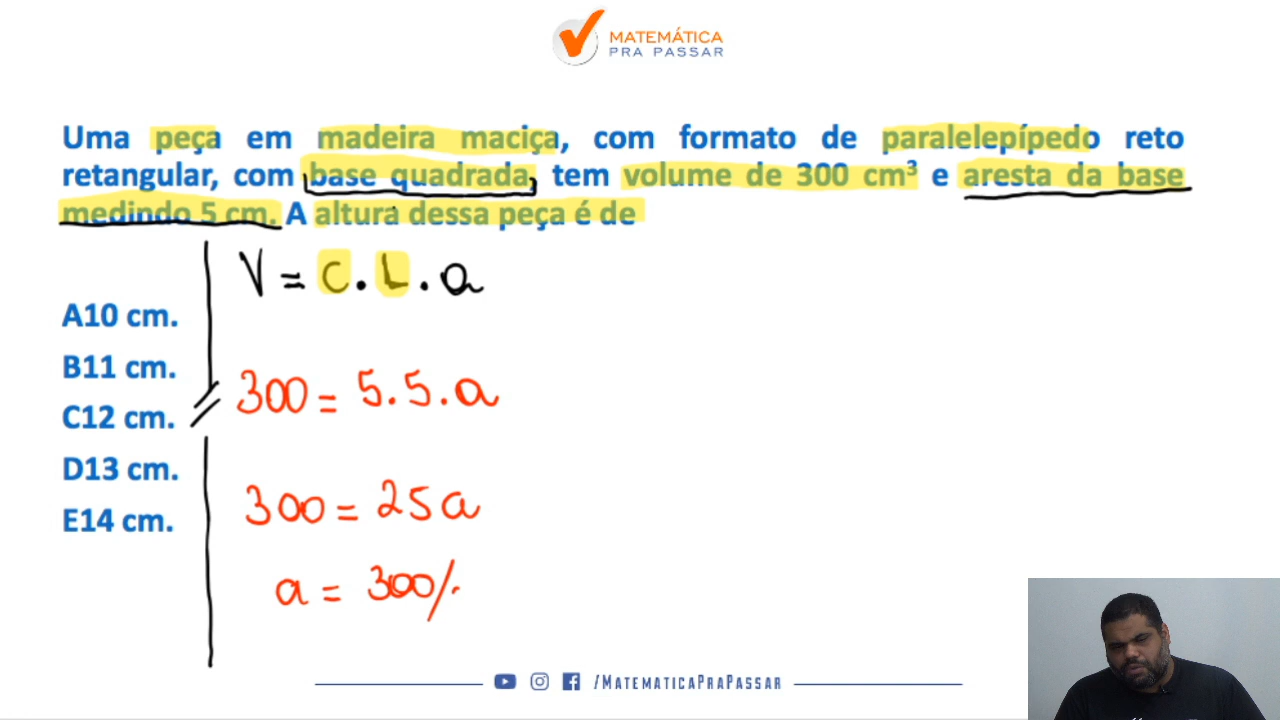 MATEMÁTICA
PRA PASSAR
Uma peça em madeira maciça, com formato de paralelepípedo reto
retangular, com base quadrada, tem volume de 300 cm³ e aresta da base
medindo 5 cm. A altura dessa peça é de
V = C . L . a
A10 cm.
B11 cm.
300 = 5.5.a
C12 cm.
D13 cm.
300 = 25a
E14 cm.
a = 300/
/MATEMATICAPRAPASSAR